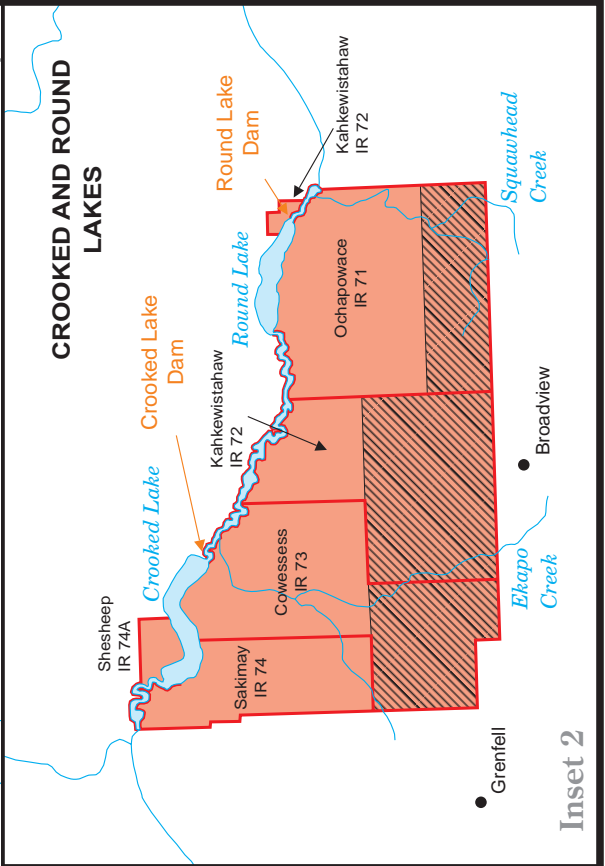 CROOKED AND ROUND
LAKES
Shesheep
IR 74A
Crooked Lake
Crooked Lake
Dam
Kahkewistahaw
IR 72
Round Lake
Round Lake
Dam
Kahkewistahaw
IR 72
Sakimay
IR 74
Cowessess
IR 73
Ochapowace
IR 71
Grenfell
Ekapo
Creek
Broadview
Squawhead
Creek
Inset 2